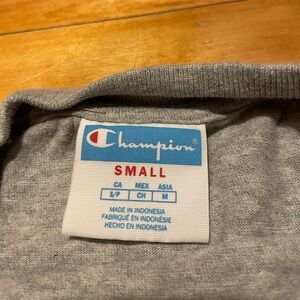 Champion®
SMALL
CA MEX ASIA
S/P CH M
MADE IN INDONESIA
FABRIQUÉ EN INDONÉSIE
HECHO EN INDONESIA